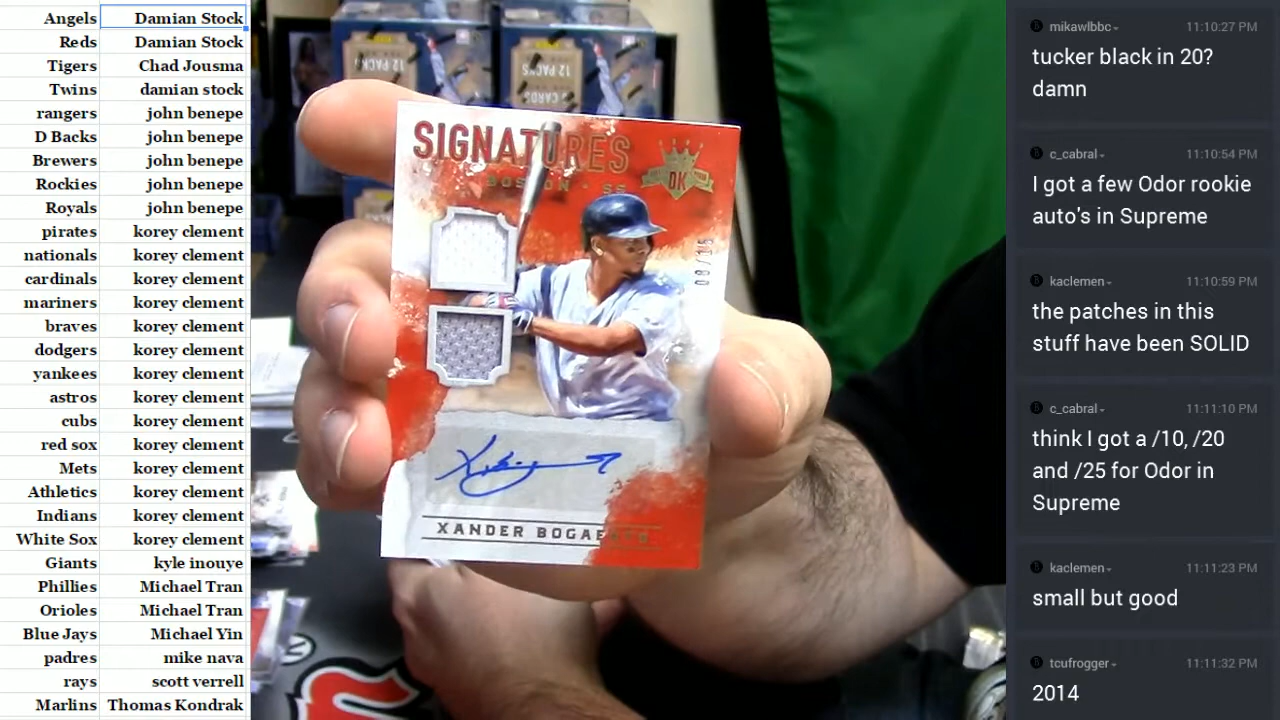 Angels Damian Stock
Reds Damian Stock
Tigers Chad Jousma
Twins damian stock
rangers john benepe
D Backs john benepe
Brewers john benepe
Rockies john benepe
Royals john benepe
pirates korey clement
nationals korey clement
cardinals korey clement
mariners korey clement
braves korey clement
dodgers korey clement
yankees korey clement
astros korey clement
cubs korey clement
red sox korey clement
Mets korey clement
Athletics korey clement
Indians korey clement
White Sox korey clement
Giants kyle inouye
Phillies Michael Tran
Orioles Michael Tran
Blue Jays Michael Yin
padres mike nava
rays scott verrell
Marlins Thomas Kondrak
12 PACKS
12 PACKS
CARDS
SIGNATURES
BOSTON - SS
DK
XANDER BOGAERTS
mikawlbbc 11:10:27 PM
tucker black in 20?
damn
c_cabral 11:10:54 PM
I got a few Odor rookie
auto's in Supreme
kaclemen 11:10:59 PM
the patches in this
stuff have been SOLID
c_cabral 11:11:10 PM
think I got a /10, /20
and /25 for Odor in
Supreme
kaclemen 11:11:23 PM
small but good
tcufrogger 11:11:32 PM
2014